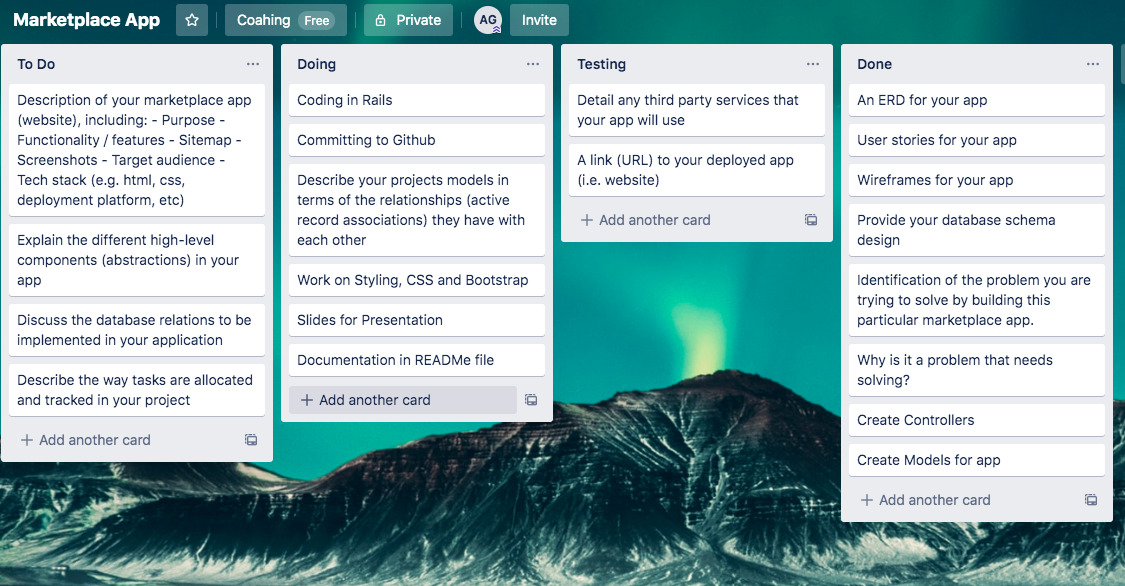 Marketplace App
Coahing Free
Private
AG
Invite
To Do
Description of your marketplace app
(website), including: - Purpose -
Functionality / features - Sitemap -
Screenshots - Target audience -
Tech stack (e.g. html, css,
deployment platform, etc)
Explain the different high-level
components (abstractions) in your
app
Discuss the database relations to be
implemented in your application
Describe the way tasks are allocated
and tracked in your project
Add another card
Doing
Coding in Rails
Committing to Github
Describe your projects models in
terms of the relationships (active
record associations) they have with
each other
Work on Styling, CSS and Bootstrap
Slides for Presentation
Documentation in READMe file
Add another card
Testing
Detail any third party services that
your app will use
A link (URL) to your deployed app
(i.e. website)
Add another card
Done
An ERD for your app
User stories for your app
Wireframes for your app
Provide your database schema
design
Identification of the problem you are
trying to solve by building this
particular marketplace app.
Why is it a problem that needs
solving?
Create Controllers
Create Models for app
Add another card